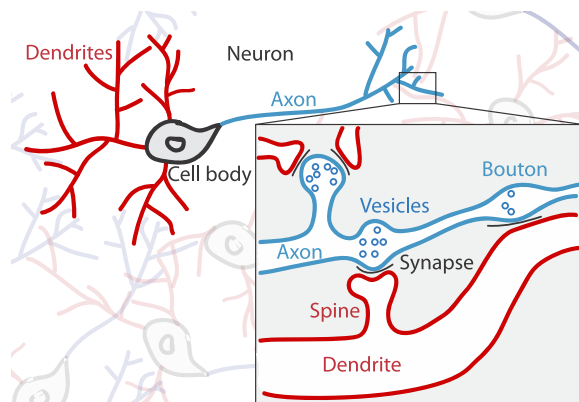 Dendrites
Neuron
Axon
Cell body
Bouton
Vesicles
Axon
Synapse
Spine
Dendrite